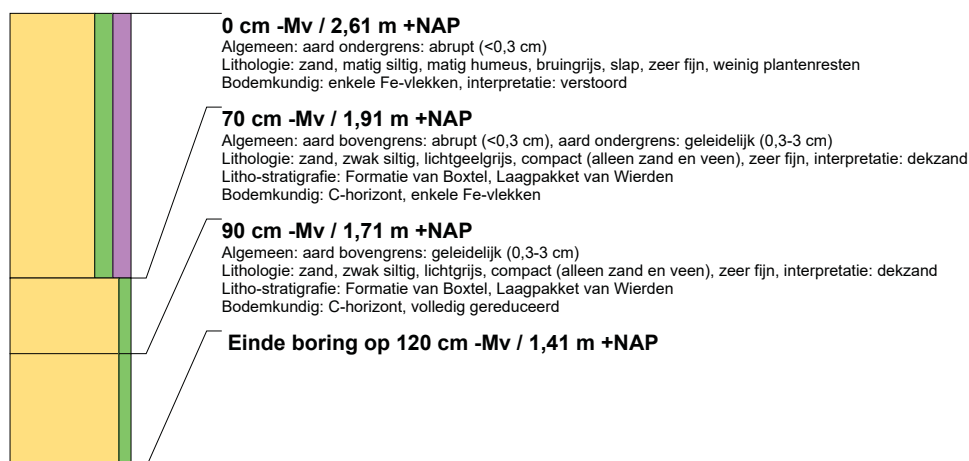 0 cm -Mv / 2,61 m +NAP
Algemeen: aard ondergrens: abrupt (<0,3 cm)
Lithologie: zand, matig siltig, matig humeus, bruingrijs, slap, zeer fijn, weinig plantenresten
Bodemkundig: enkele Fe-vlekken, interpretatie: verstoord
70 cm -Mv / 1,91 m +NAP
Algemeen: aard bovengrens: abrupt (<0,3 cm), aard ondergrens: geleidelijk (0,3-3 cm)
Lithologie: zand, zwak siltig, lichtgeelgrijs, compact (alleen zand en veen), zeer fijn, interpretatie: dekzand
Litho-stratigrafie: Formatie van Boxtel, Laagpakket van Wierden
Bodemkundig: C-horizont, enkele Fe-vlekken
90 cm -Mv / 1,71 m +NAP
Algemeen: aard bovengrens: geleidelijk (0,3-3 cm)
Lithologie: zand, zwak siltig, lichtgrijs, compact (alleen zand en veen), zeer fijn, interpretatie: dekzand
Litho-stratigrafie: Formatie van Boxtel, Laagpakket van Wierden
Bodemkundig: C-horizont, volledig gereduceerd
Einde boring op 120 cm -Mv / 1,41 m +NAP